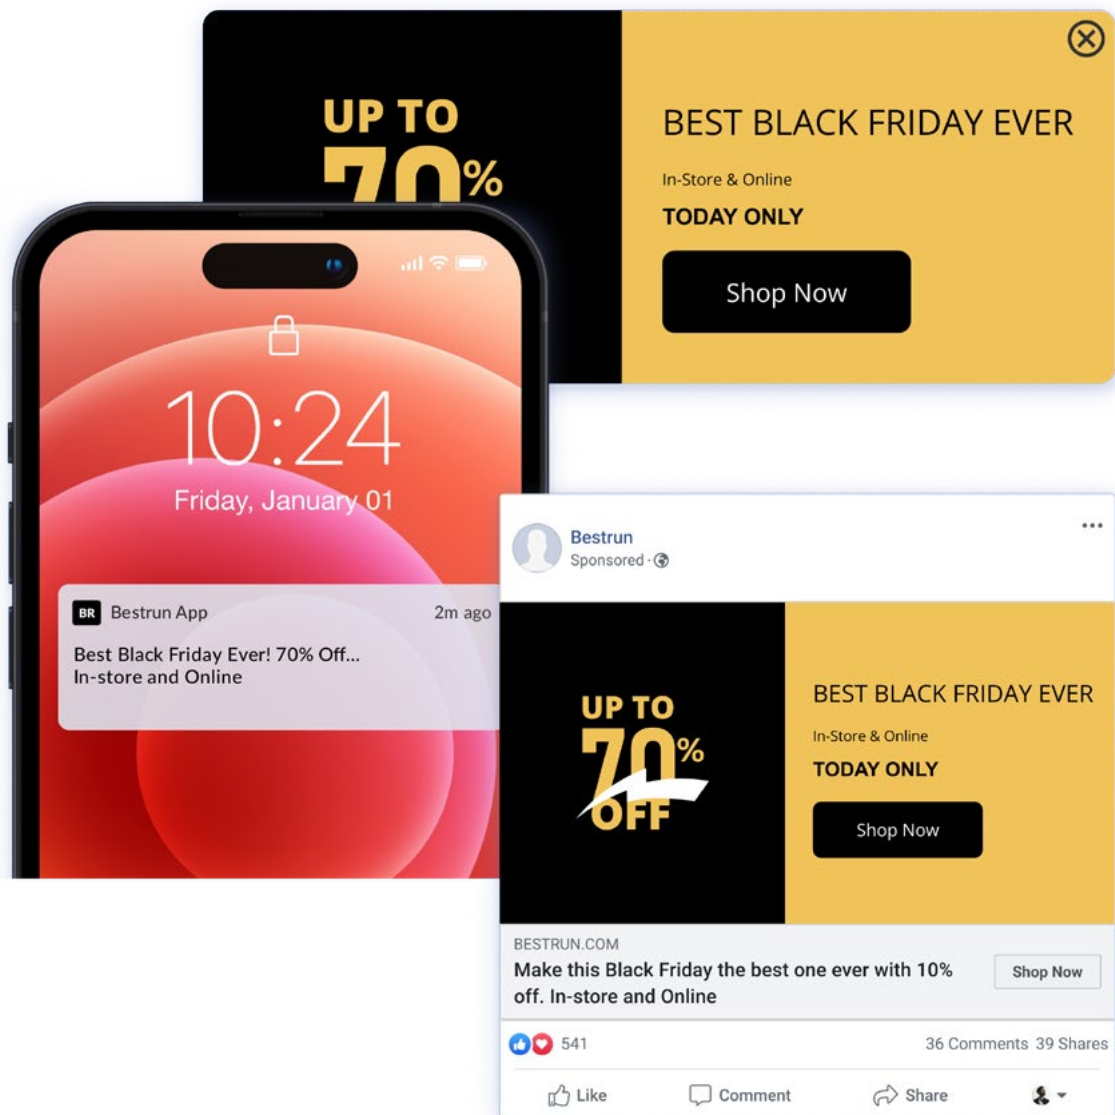 UP TO
70%
BEST BLACK FRIDAY EVER
In-Store & Online
TODAY ONLY
Shop Now
10:24
Friday, January 01
BR Bestrun App 2m ago
Best Black Friday Ever! 70% Off...
In-store and Online
Bestrun
Sponsored ·
UP TO
70%
OFF
BEST BLACK FRIDAY EVER
In-Store & Online
TODAY ONLY
Shop Now
BESTRUN.COM
Make this Black Friday the best one ever with 10%
off. In-store and Online
Shop Now
541
36 Comments 39 Shares
Like Comment Share